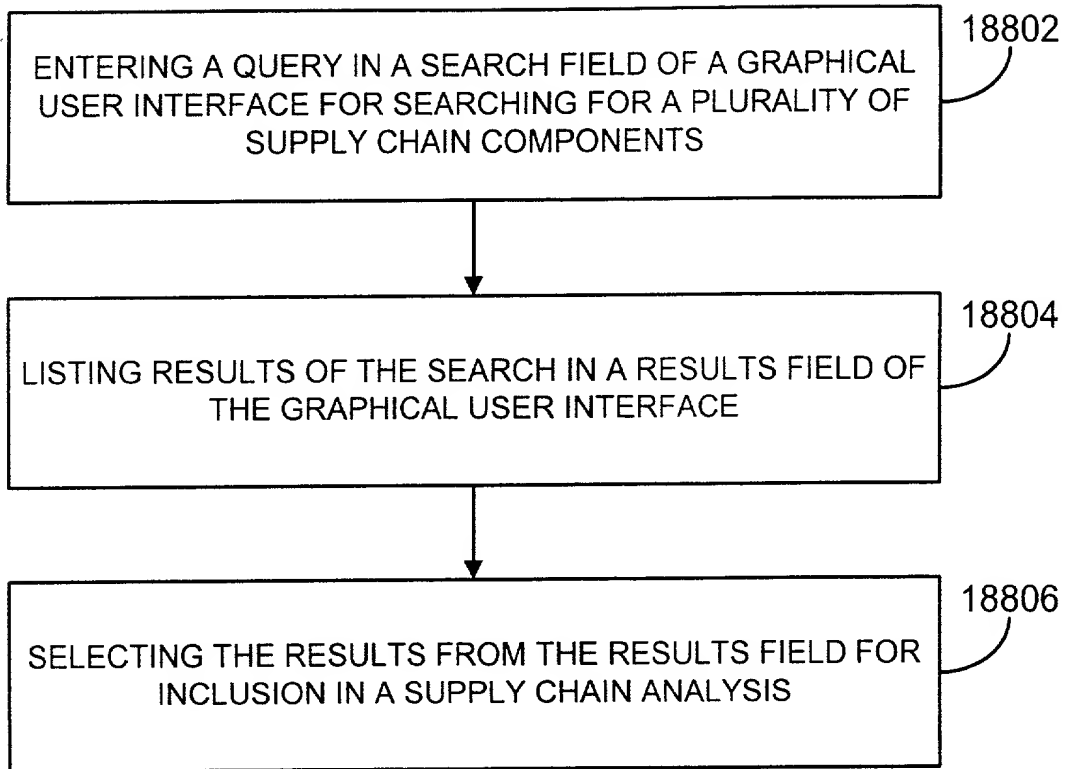 18802
ENTERING A QUERY IN A SEARCH FIELD OF A GRAPHICAL
USER INTERFACE FOR SEARCHING FOR A PLURALITY OF
SUPPLY CHAIN COMPONENTS
18804
LISTING RESULTS OF THE SEARCH IN A RESULTS FIELD OF
THE GRAPHICAL USER INTERFACE
18806
SELECTING THE RESULTS FROM THE RESULTS FIELD FOR
INCLUSION IN A SUPPLY CHAIN ANALYSIS